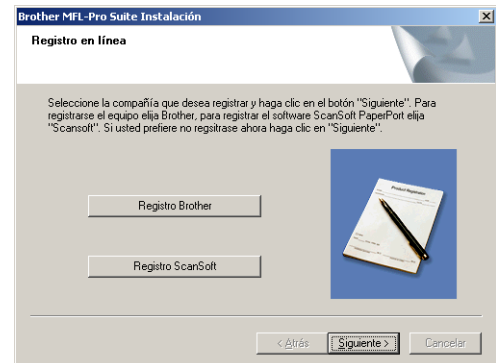 Brother MFL-Pro Suite Instalación
Registro en línea
Seleccione la compañía que desea registrar y haga clic en el botón "Siguiente". Para
registrarse el equipo elija Brother, para registrar el software ScanSoft PaperPort elija
"Scansoft". Si usted prefiere no regsitrase ahora haga clic en "Siguiente".
Product Registration
Registro Brother
Registro ScanSoft
< Atrás
Siguiente >
Cancelar